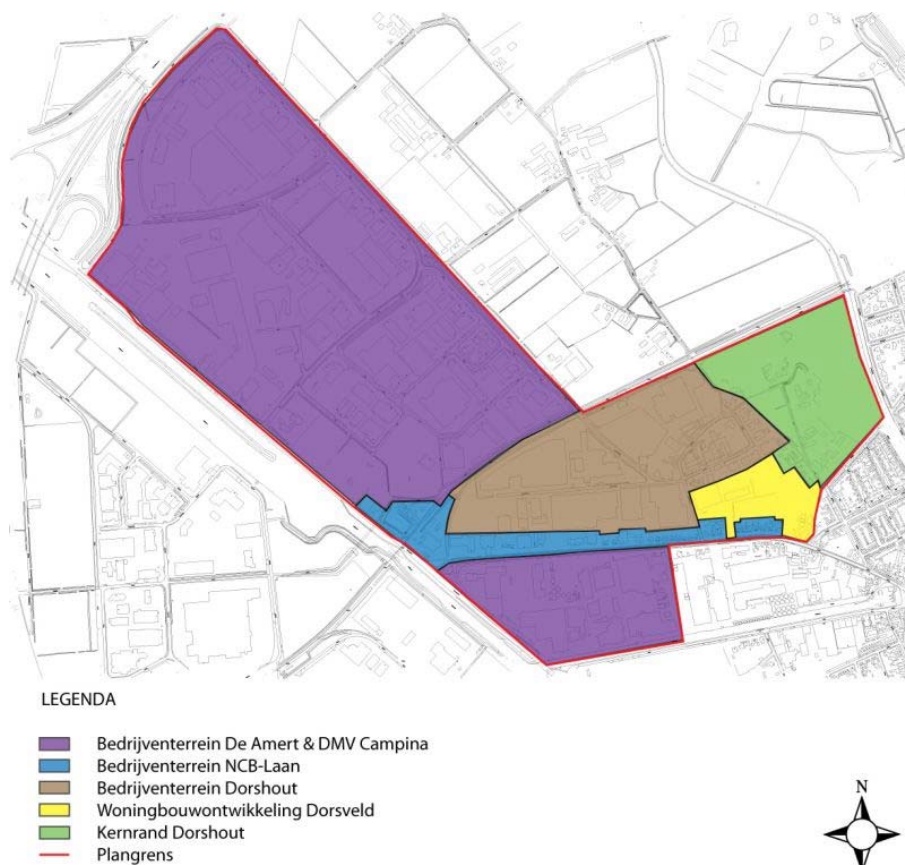 LEGENDA
Bedrijventerrein De Amert & DMV Campina
Bedrijventerrein NCB-Laan
Bedrijventerrein Dorshout
Woningbouwontwikkeling Dorsveld
Kernrand Dorshout
Plangrens
N